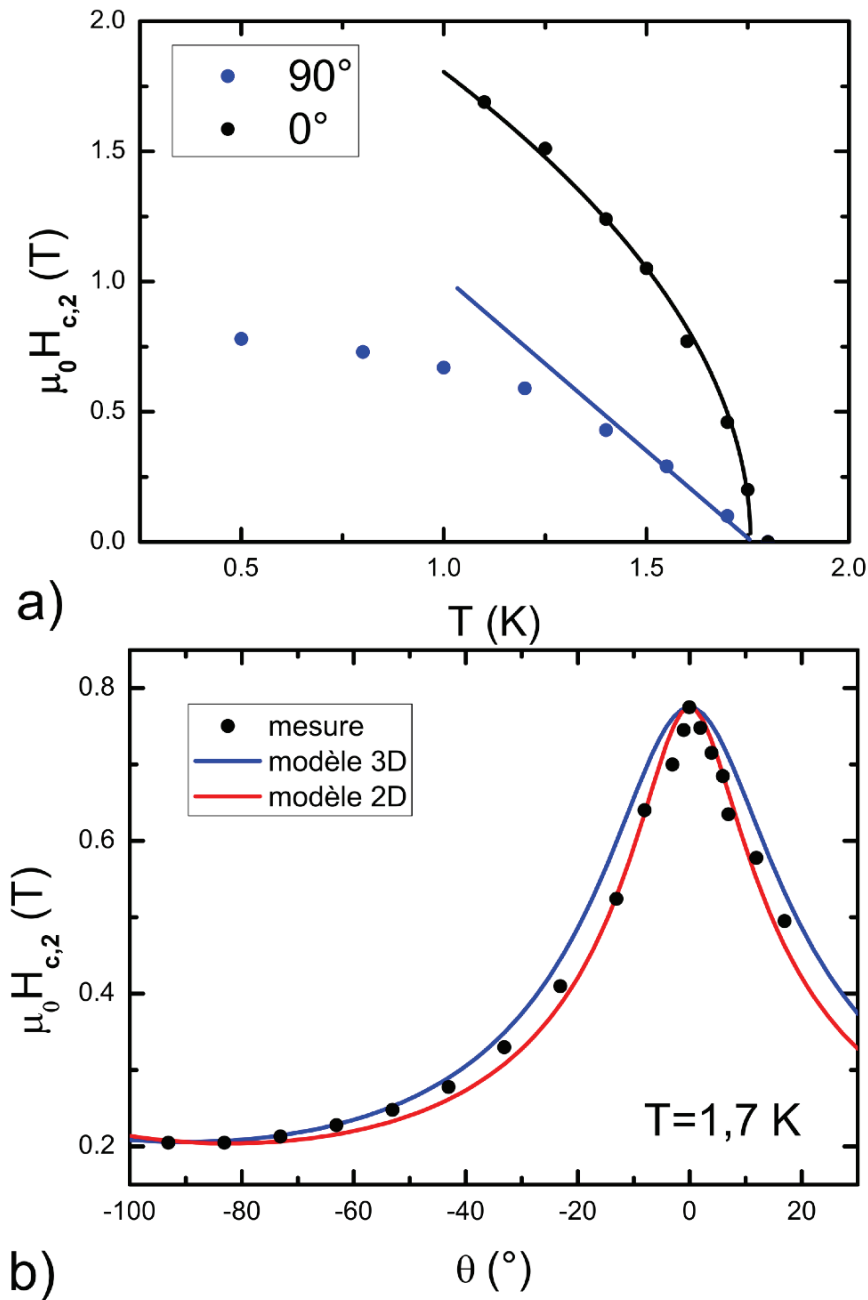 2.0
1.5
1.0
0.5
0.0
μ₀H_c,2 (T)
90°
0°
0.5 1.0 1.5 2.0
T (K)
a)
0.8
0.6
0.4
0.2
μ₀H_c,2 (T)
mesure
modèle 3D
modèle 2D
T=1,7 K
-100 -80 -60 -40 -20 0 20
θ (°)
b)